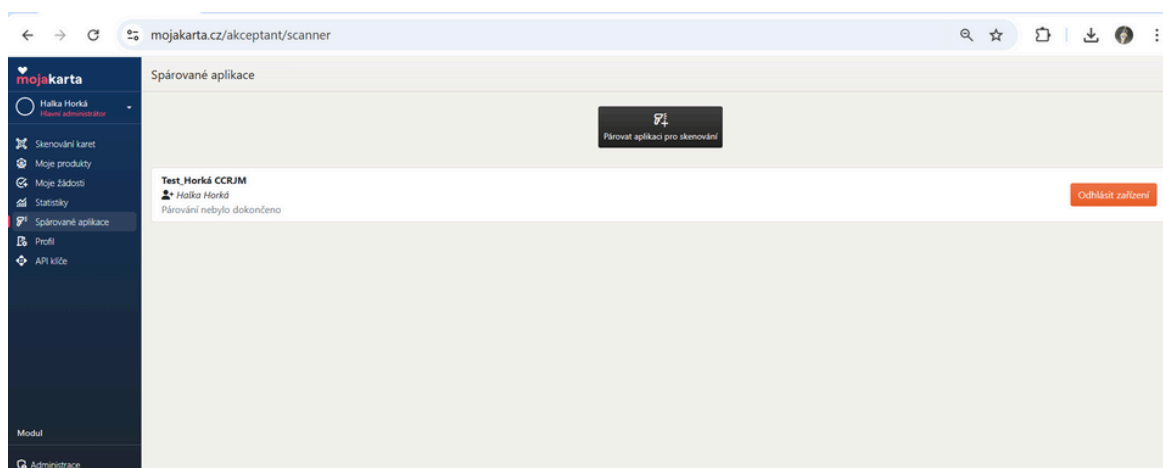 mojakarta.cz/akceptant/scanner
mojakarta
Spárované aplikace
Halka Horká
Hlavní administrátor
Párovat aplikaci pro skenování
Skenování karet
Moje produkty
Moje žádosti
Statistiky
Spárované aplikace
Profil
API klíče
Test_Horká CCRJM
Halka Horká
Párování nebylo dokončeno
Odhlásit zařízení
Modul
Administrace